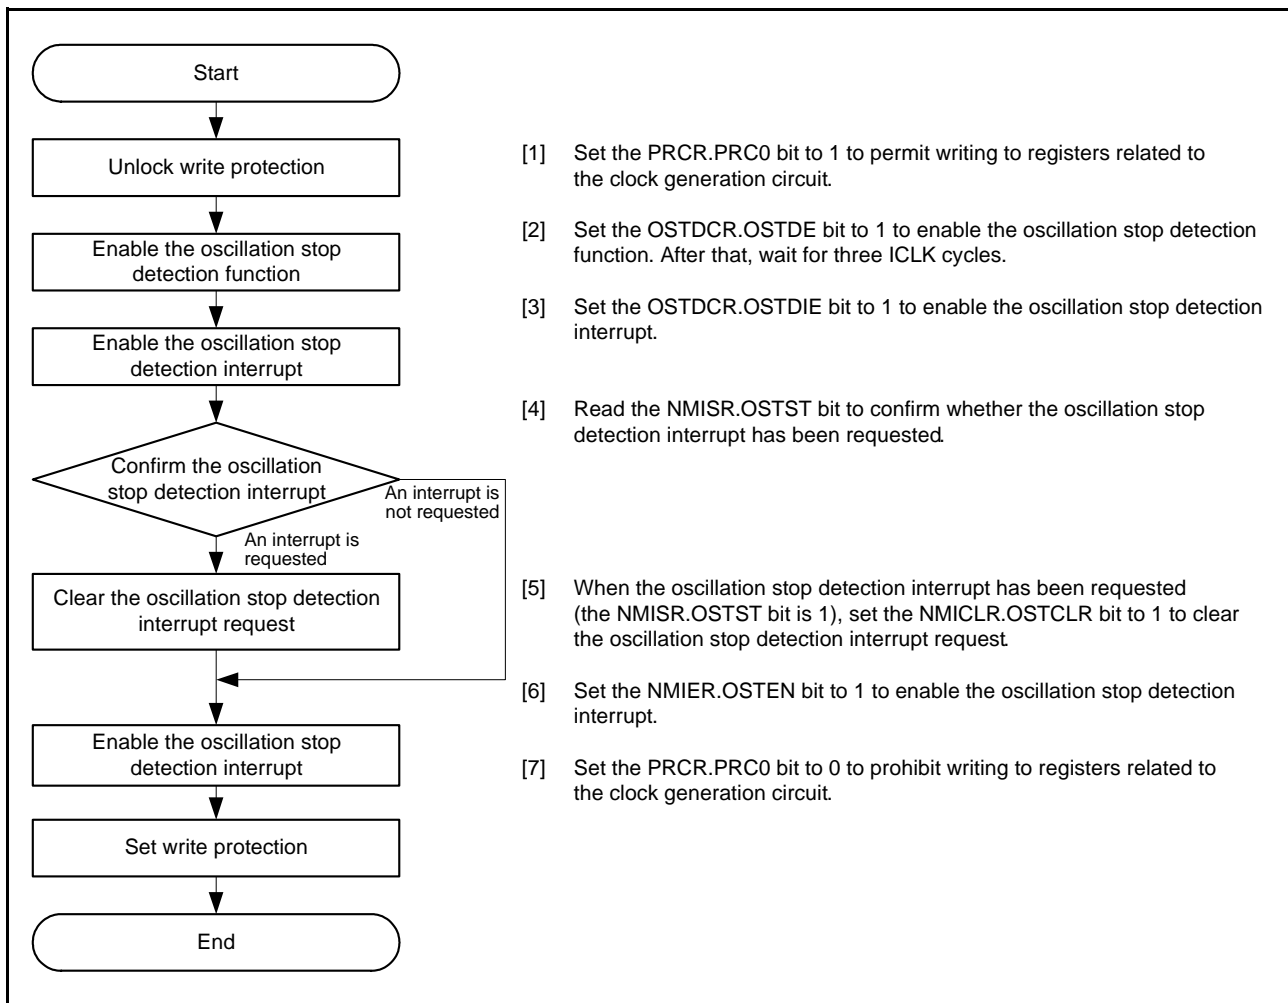 Start
Unlock write protection
Enable the oscillation stop
detection function
Enable the oscillation stop
detection interrupt
Confirm the oscillation
stop detection interrupt
An interrupt is
not requested
An interrupt is
requested
Clear the oscillation stop detection
interrupt request
Enable the oscillation stop
detection interrupt
Set write protection
End
[1] Set the PRCR.PRC0 bit to 1 to permit writing to registers related to
the clock generation circuit.
[2] Set the OSTDCR.OSTDE bit to 1 to enable the oscillation stop detection
function. After that, wait for three ICLK cycles.
[3] Set the OSTDCR.OSTDIE bit to 1 to enable the oscillation stop detection
interrupt.
[4] Read the NMISR.OSTST bit to confirm whether the oscillation stop
detection interrupt has been requested.
[5] When the oscillation stop detection interrupt has been requested
(the NMISR.OSTST bit is 1), set the NMICLR.OSTCLR bit to 1 to clear
the oscillation stop detection interrupt request.
[6] Set the NMIER.OSTEN bit to 1 to enable the oscillation stop detection
interrupt.
[7] Set the PRCR.PRC0 bit to 0 to prohibit writing to registers related to
the clock generation circuit.